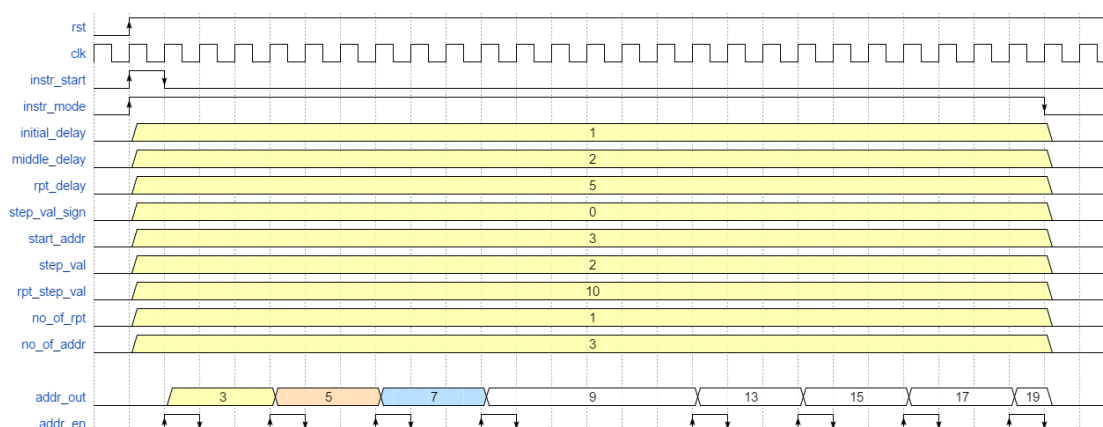 rst
clk
instr_start
instr_mode
initial_delay 1
middle_delay 2
rpt_delay 5
step_val_sign 0
start_addr 3
step_val 2
rpt_step_val 10
no_of_rpt 1
no_of_addr 3
addr_out 3 5 7 9 13 15 17 19
addr_en